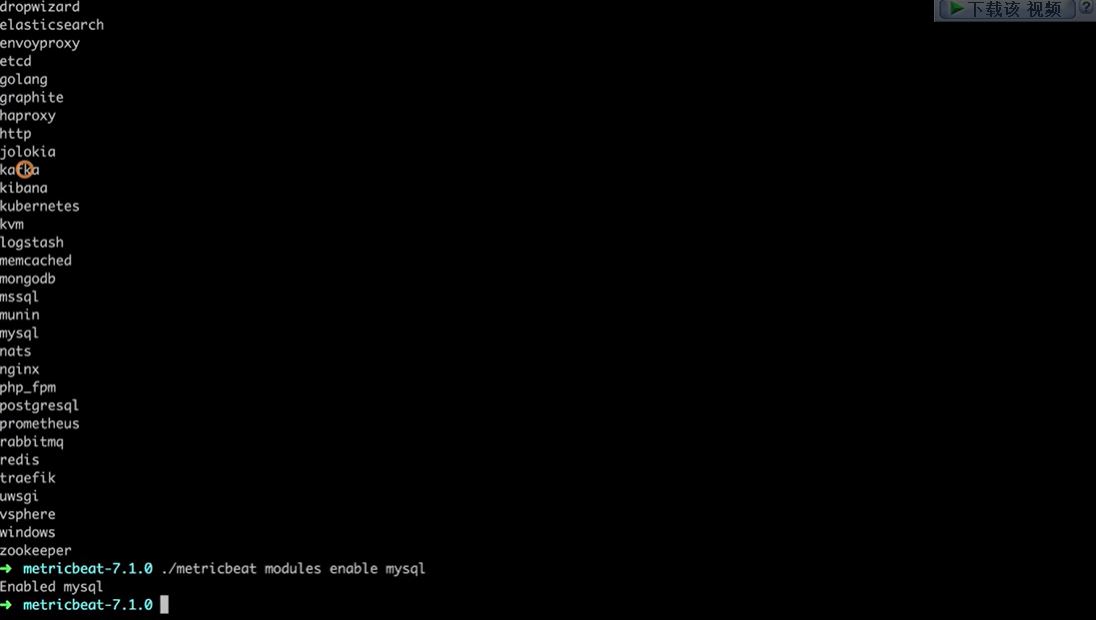 下载该 视频 ?
dropwizard
elasticsearch
envoyproxy
etcd
golang
graphite
haproxy
http
jolokia
kafka
kibana
kubernetes
kvm
logstash
memcached
mongodb
mssql
munin
mysql
nats
nginx
php_fpm
postgresql
prometheus
rabbitmq
redis
traefik
uwsgi
vsphere
windows
zookeeper
➜ metricbeat-7.1.0 ./metricbeat modules enable mysql
Enabled mysql
➜ metricbeat-7.1.0